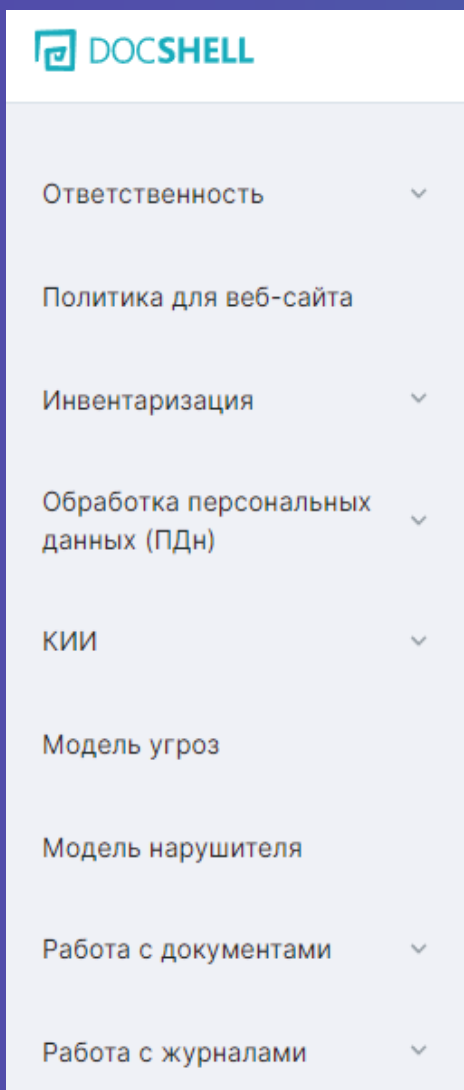 DOCSHELL
Ответственность
Политика для веб-сайта
Инвентаризация
Обработка персональных
данных (ПДн)
КИИ
Модель угроз
Модель нарушителя
Работа с документами
Работа с журналами